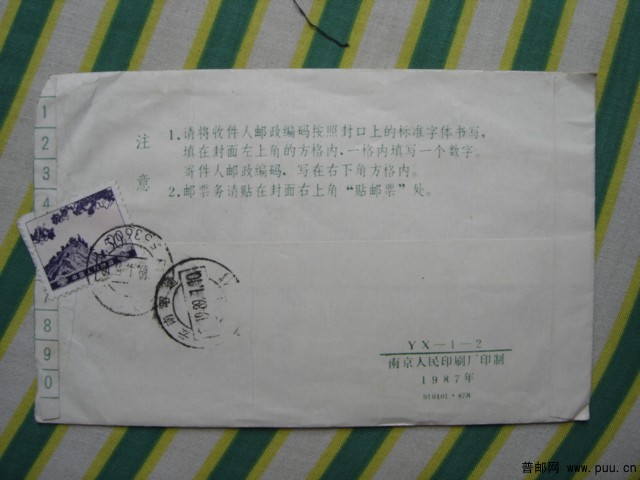 注意
1.请将收件人邮政编码按照封口上的标准字体书写,
填在封面左上角的方格内.一格内填写一个数字。
寄件人邮政编码,写在右下角方格内。
2.邮票务请贴在封面右上角“贴邮票”处。
1
2
3
4
7
8
9
0
YX—1—2
南京人民印刷厂印制
1987年
普邮网 www.puu.cn